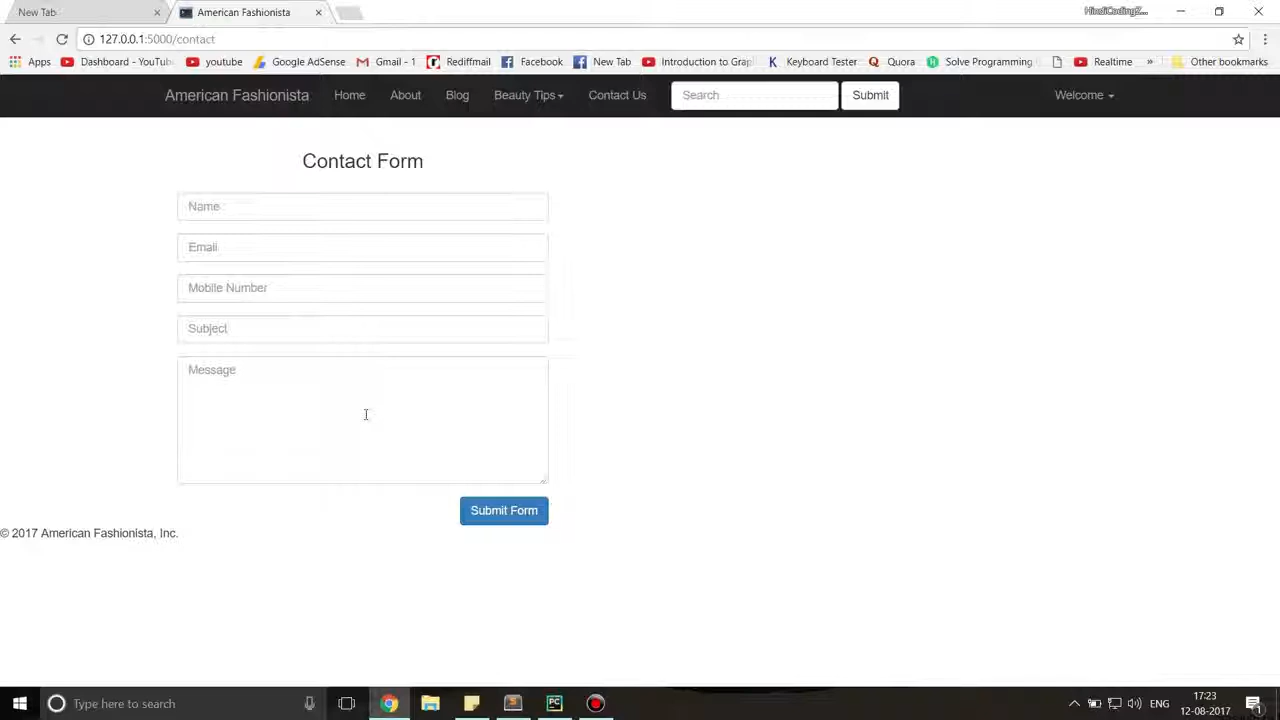 New Tab
American Fashionista
HindiCodingZ...
127.0.0.1:5000/contact
Apps
Dashboard - YouTub
youtube
Google AdSense
Gmail - 1
Rediffmail
Facebook
New Tab
Introduction to Grap
Keyboard Tester
Quora
Solve Programming
Realtime
»
Other bookmarks
American Fashionista
Home
About
Blog
Beauty Tips
Contact Us
Search
Submit
Welcome
Contact Form
Name
Email
Mobile Number
Subject
Message
Submit Form
© 2017 American Fashionista, Inc.
Type here to search
ENG
17:23
12-08-2017